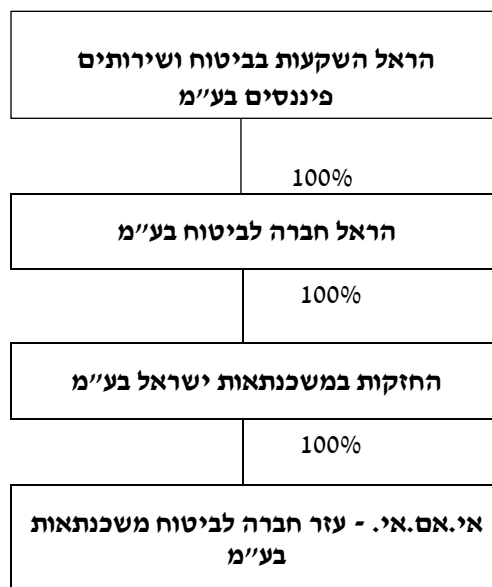 הראל השקעות בביטוח ושירותים
פיננסים בע״מ
100%
הראל חברה לביטוח בע״מ
100%
החזקות במשכנתאות ישראל בע״מ
100%
אי.אם.אי. - עזר חברה לביטוח משכנתאות
בע״מ